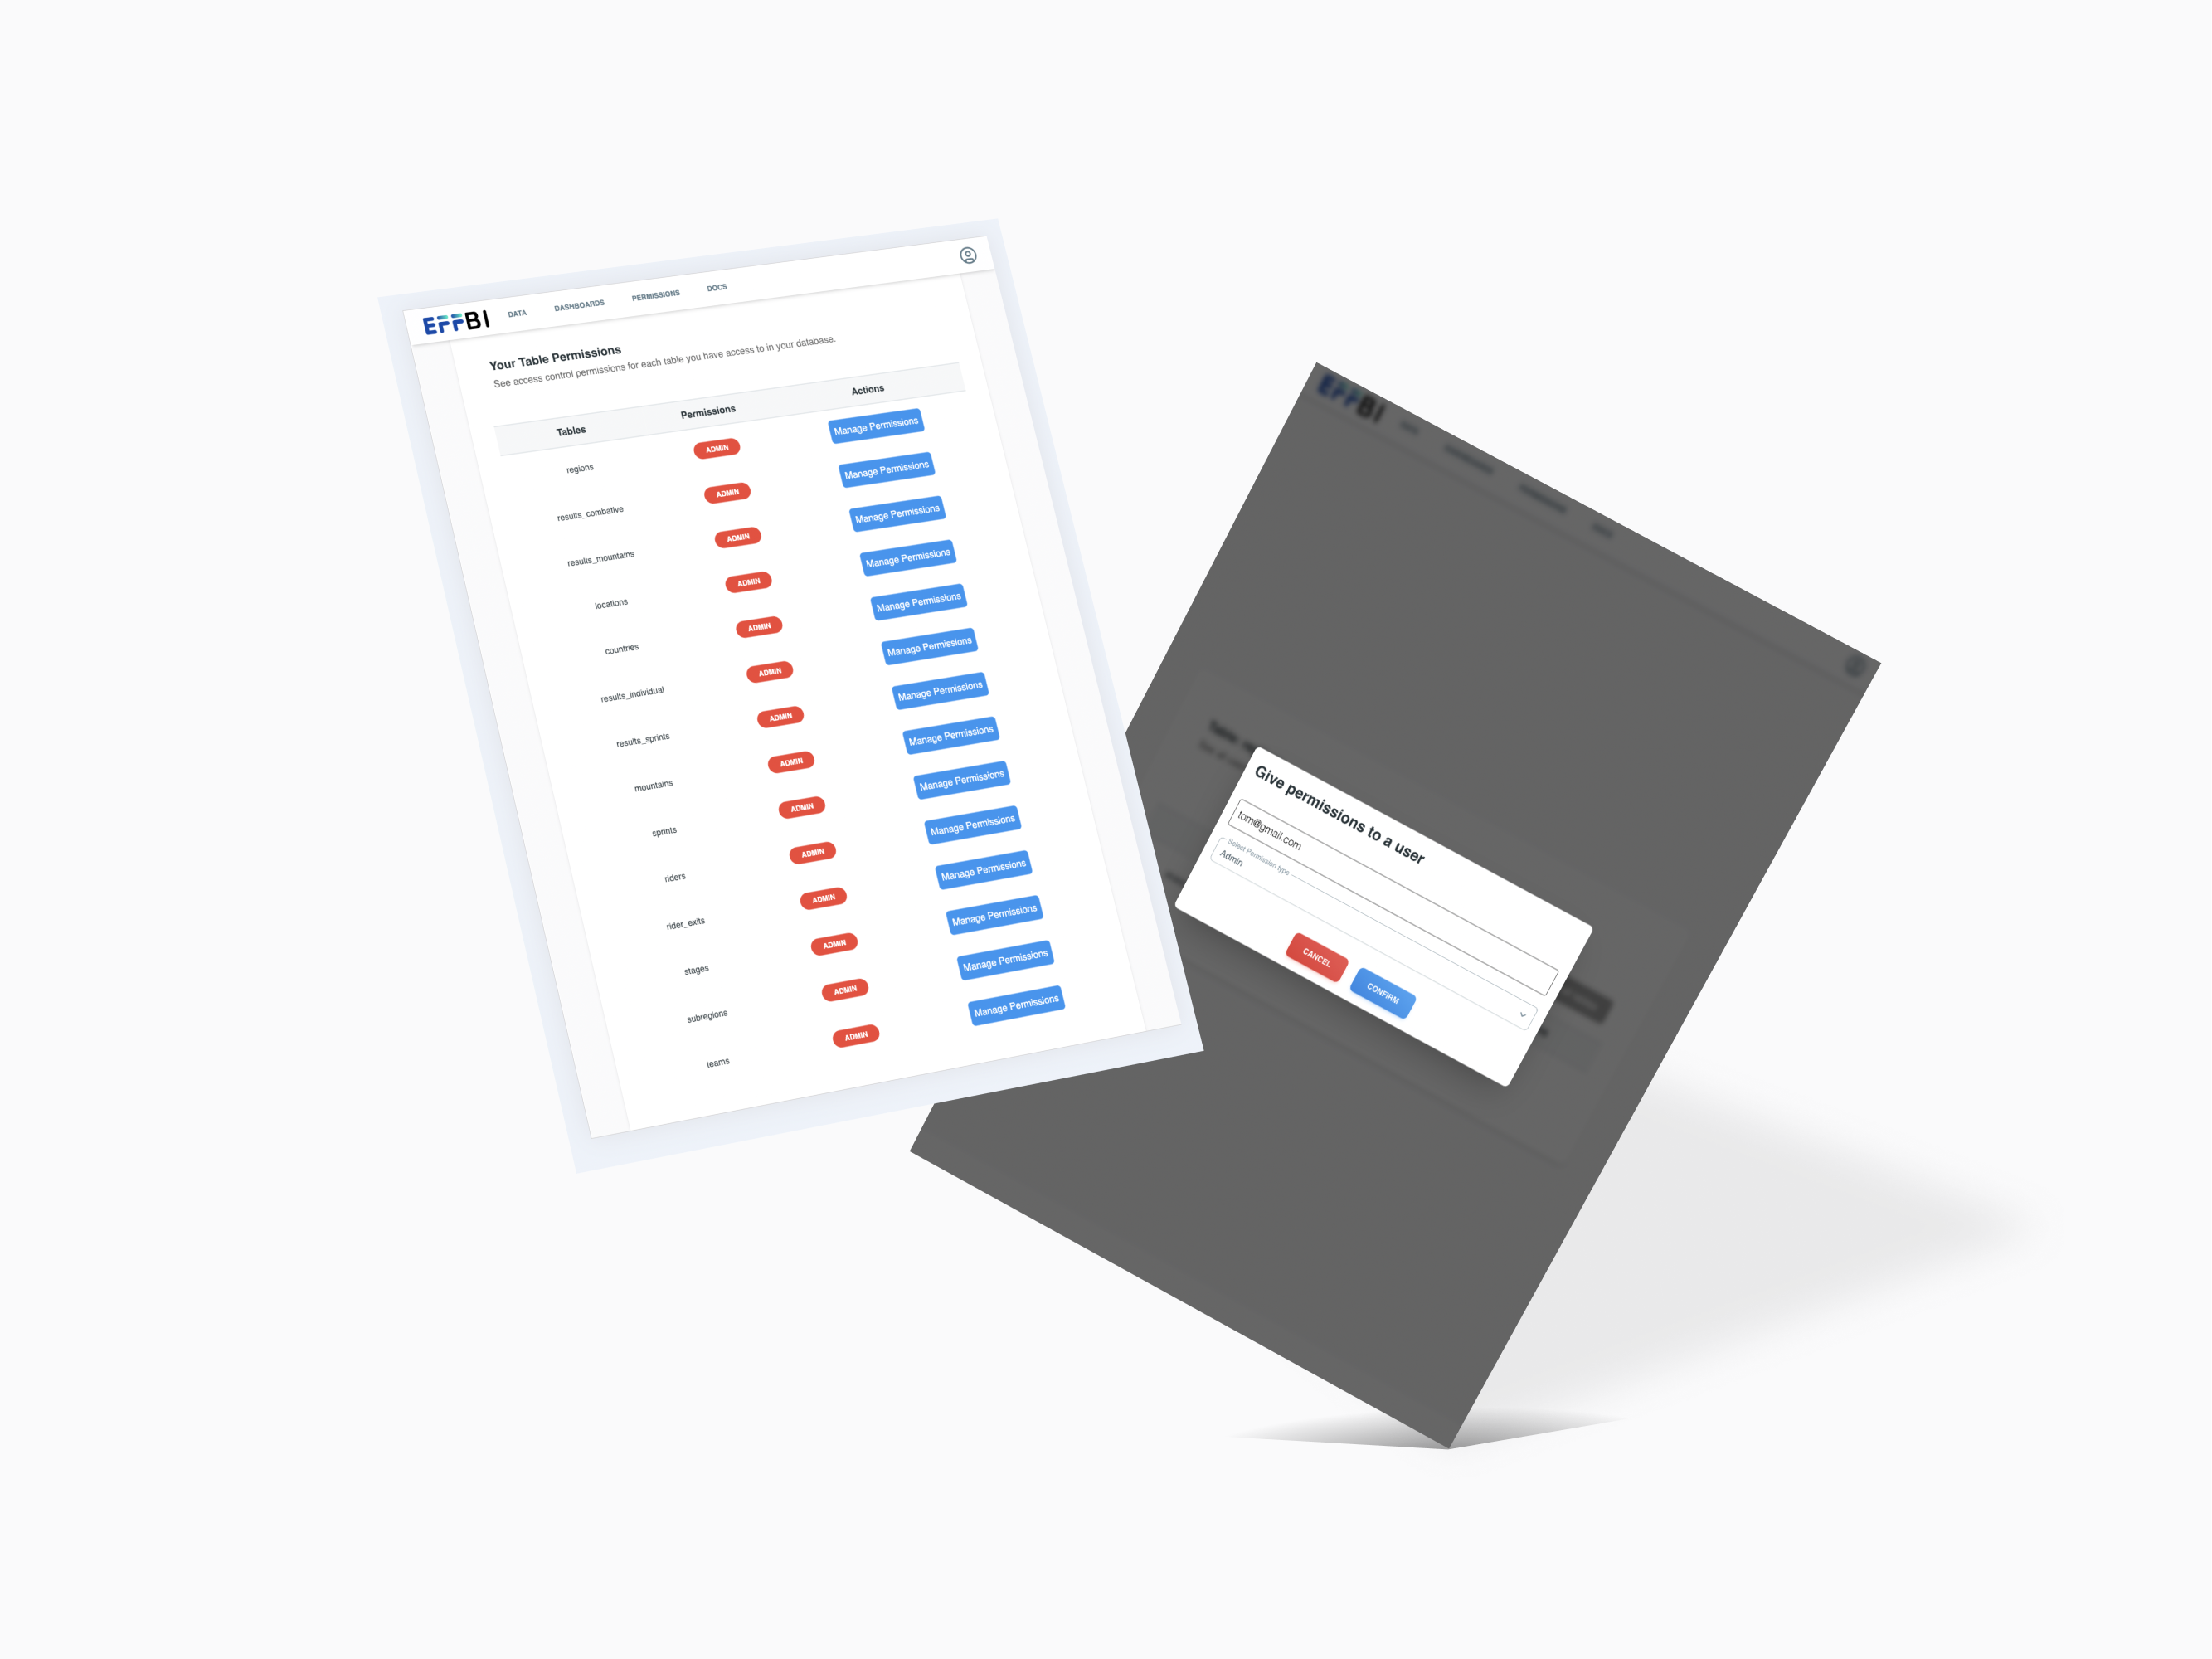 EFFBI DATA DASHBOARDS PERMISSIONS DOCS
Your Table Permissions
See access control permissions for each table you have access to in your database.
Tables Permissions Actions
regions ADMIN Manage Permissions
results_combative ADMIN Manage Permissions
results_mountains ADMIN Manage Permissions
locations ADMIN Manage Permissions
countries ADMIN Manage Permissions
results_individual ADMIN Manage Permissions
results_sprints ADMIN Manage Permissions
mountains ADMIN Manage Permissions
sprints ADMIN Manage Permissions
riders ADMIN Manage Permissions
rider_exits ADMIN Manage Permissions
stages ADMIN Manage Permissions
subregions ADMIN Manage Permissions
teams ADMIN Manage Permissions
EFFBI
Give permissions to a user
tom@gmail.com
Select Permission type
Admin
CANCEL CONFIRM